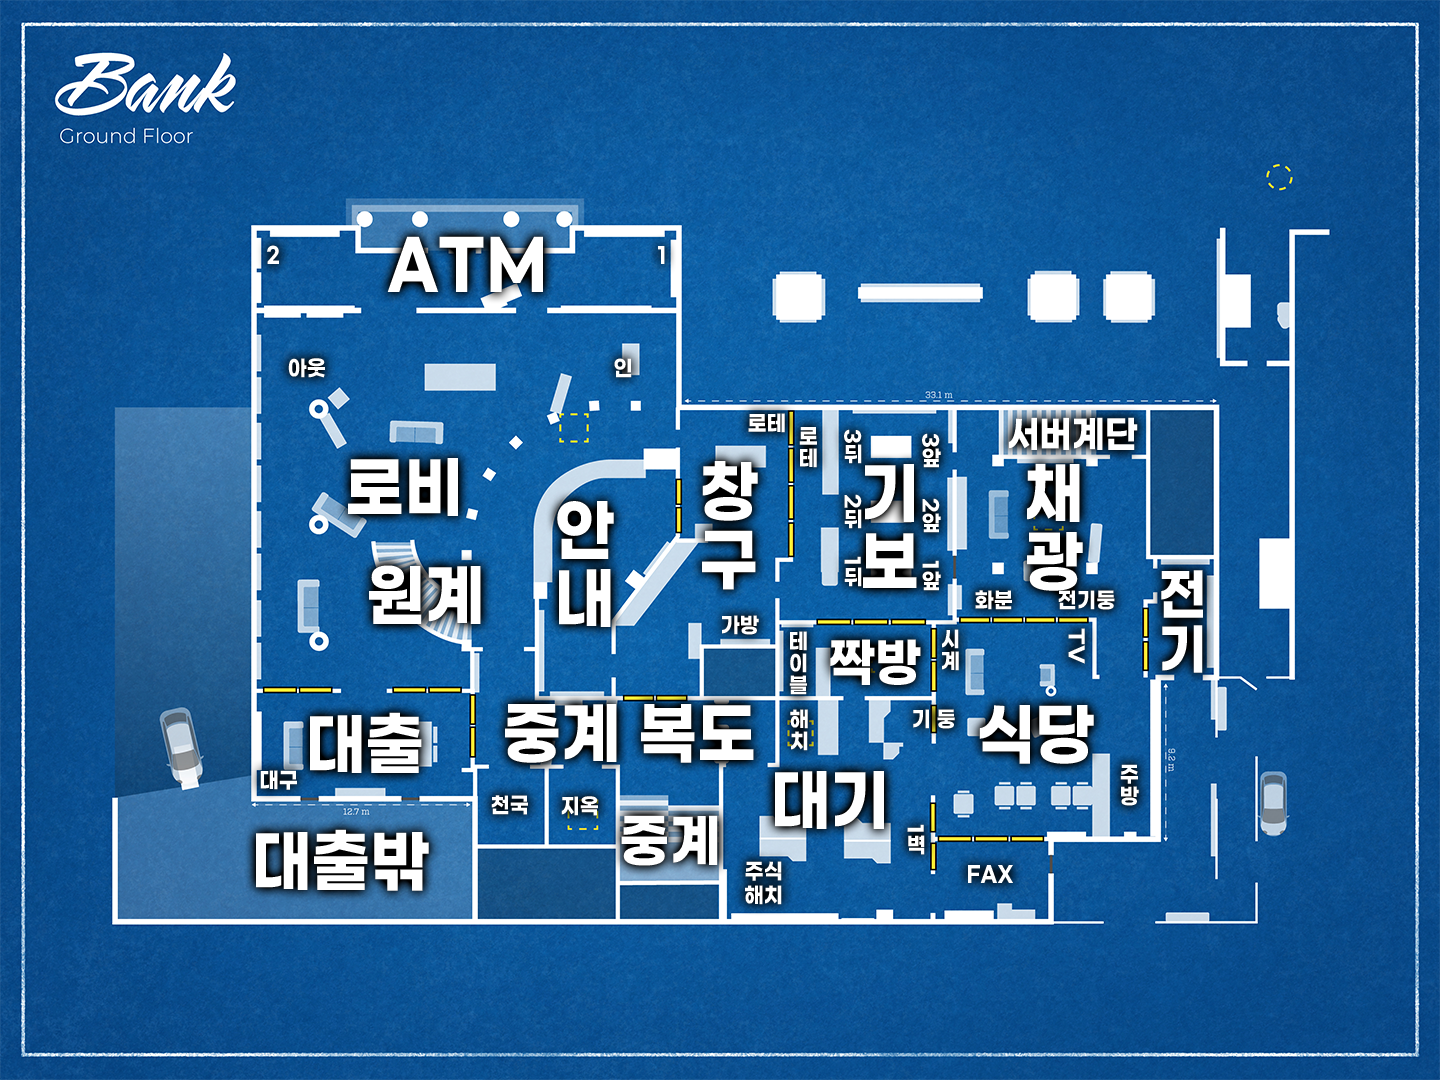 Bank
Ground Floor
2
ATM
1
아웃
인
33.1 m
로테
로테
3뒤
3앞
서버계단
로비
창구
기보
채광
2뒤
2앞
안내
1뒤
1앞
원계
화분
전기둥
전기
가방
테이블
짝방
시계
TV
대출
중계
복도
해치
기둥
식당
9.2 m
대구
천국
지옥
대기
주방
12.7 m
대출밖
중계
1벽
주식
해치
FAX